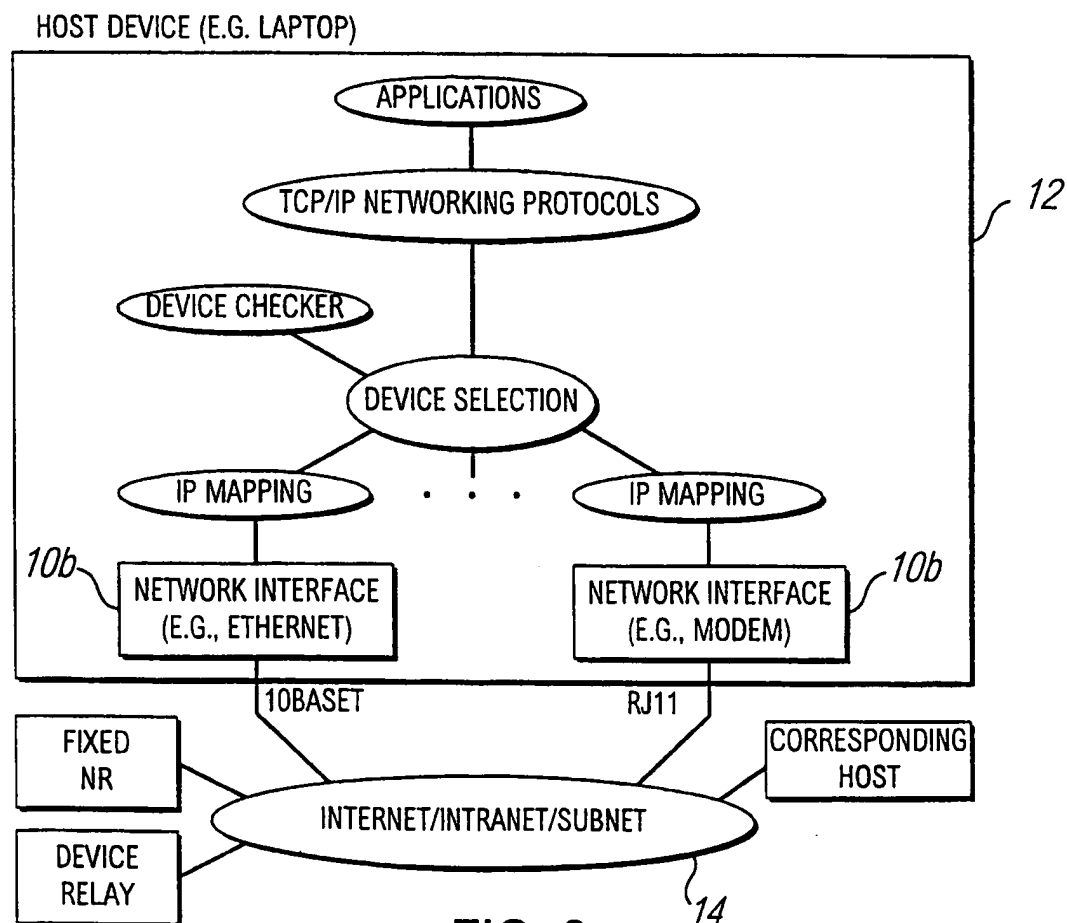 HOST DEVICE (E.G. LAPTOP)
APPLICATIONS
TCP/IP NETWORKING PROTOCOLS
12
DEVICE CHECKER
DEVICE SELECTION
IP MAPPING
IP MAPPING
10b
NETWORK INTERFACE
(E.G., ETHERNET)
NETWORK INTERFACE
(E.G., MODEM)
10b
10BASET
RJ11
FIXED
NR
CORRESPONDING
HOST
INTERNET/INTRANET/SUBNET
DEVICE
RELAY
14